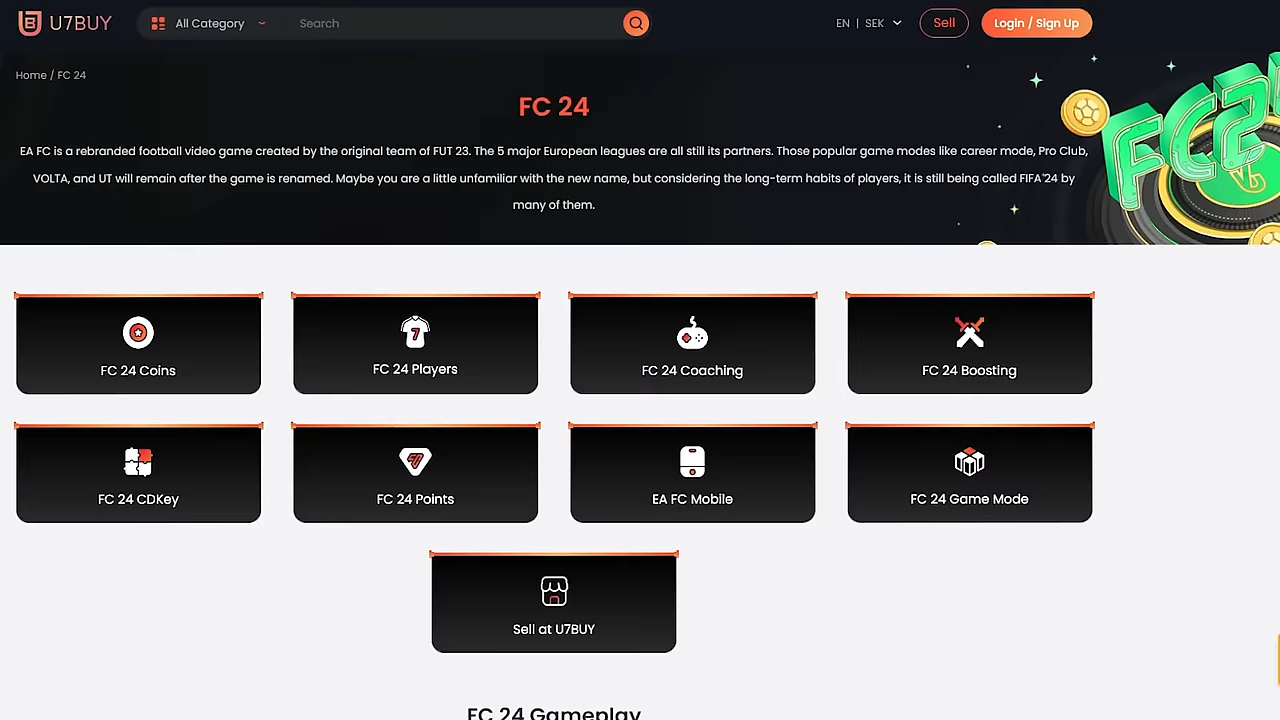 U7BUY
All Category
Search
EN | SEK
Sell
Login / Sign Up
Home / FC 24
FC 24
EA FC is a rebranded football video game created by the original team of FUT 23. The 5 major European leagues are all still its partners. Those popular game modes like career mode, Pro Club,
VOLTA, and UT will remain after the game is renamed. Maybe you are a little unfamiliar with the new name, but considering the long-term habits of players, it is still being called FIFA'24 by
many of them.
FC 24 Coins
7
FC 24 Players
FC 24 Coaching
FC 24 Boosting
FC 24 CDKey
FC 24 Points
EA FC Mobile
FC 24 Game Mode
Sell at U7BUY
FC 24 Gameplay